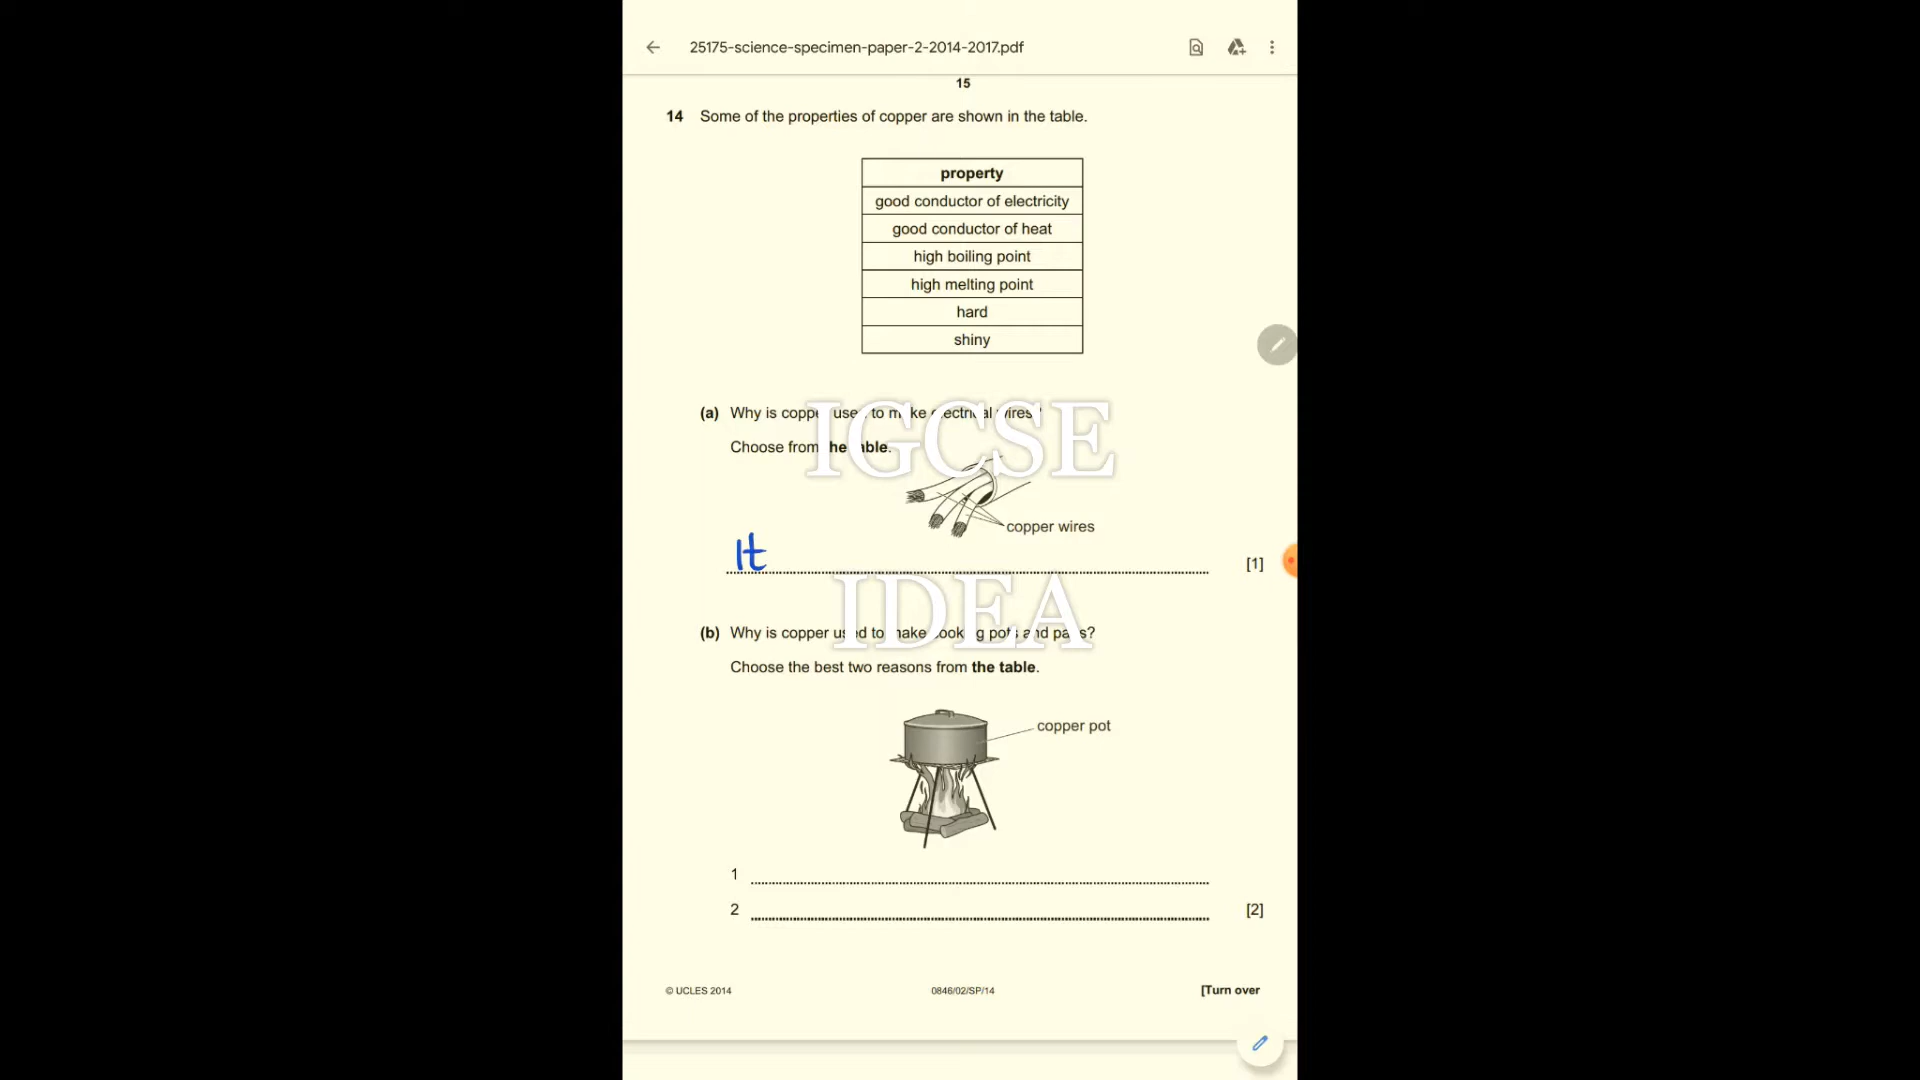 25175-science-specimen-paper-2-2014-2017.pdf
15
14 Some of the properties of copper are shown in the table.
property
good conductor of electricity
good conductor of heat
high boiling point
high melting point
hard
shiny
(a) Why is copper used to make electrical wires?
Choose from the table.
IGCSE
copper wires
It
[1]
IDEA
(b) Why is copper used to make cooking pots and pans?
Choose the best two reasons from the table.
copper pot
1
2 [2]
© UCLES 2014 0846/02/SP/14 [Turn over